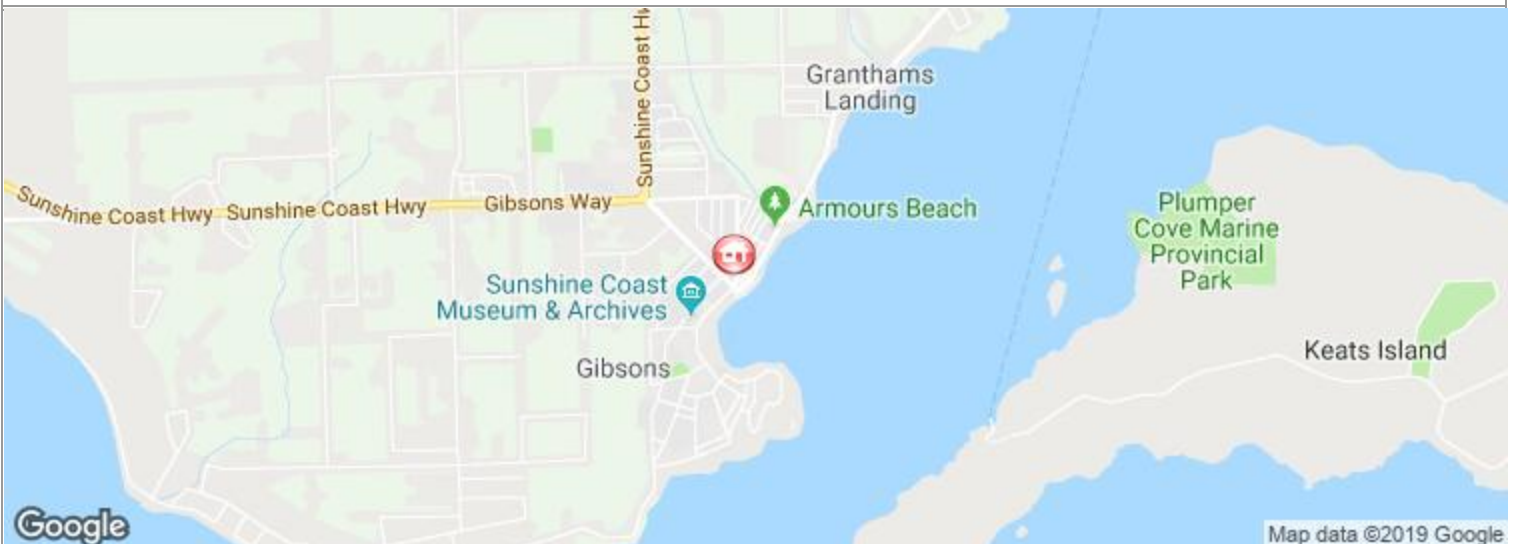 Sunshine Coast H
Granthams
Landing
Sunshine Coast Hwy
Sunshine Coast Hwy
Gibsons Way
Armours Beach
Plumper
Cove Marine
Provincial
Park
Sunshine Coast
Museum & Archives
Gibsons
Keats Island
Google
Map data ©2019 Google